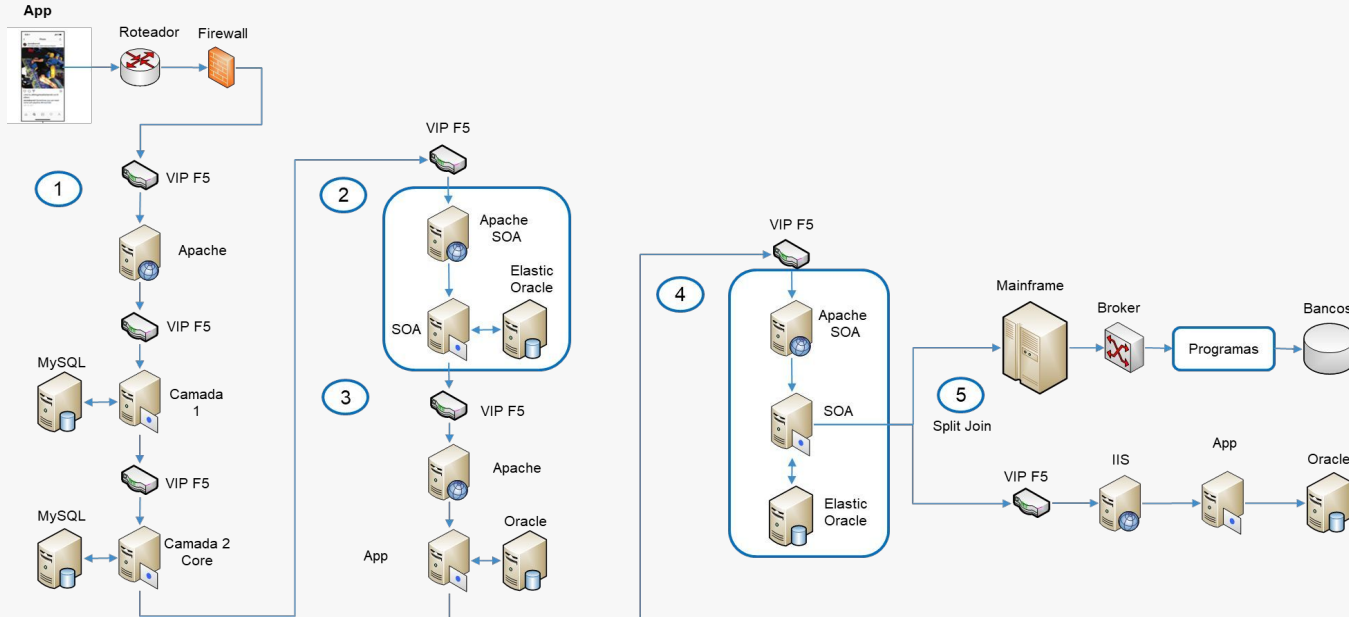 App
Roteador
Firewall
1
VIP F5
Apache
VIP F5
MySQL
Camada
1
VIP F5
MySQL
Camada 2
Core
VIP F5
2
Apache
SOA
Elastic
Oracle
SOA
3
VIP F5
Apache
Oracle
App
VIP F5
4
Apache
SOA
SOA
Elastic
Oracle
5
Split Join
Mainframe
Broker
Programas
Bancos
VIP F5
IIS
App
Oracle